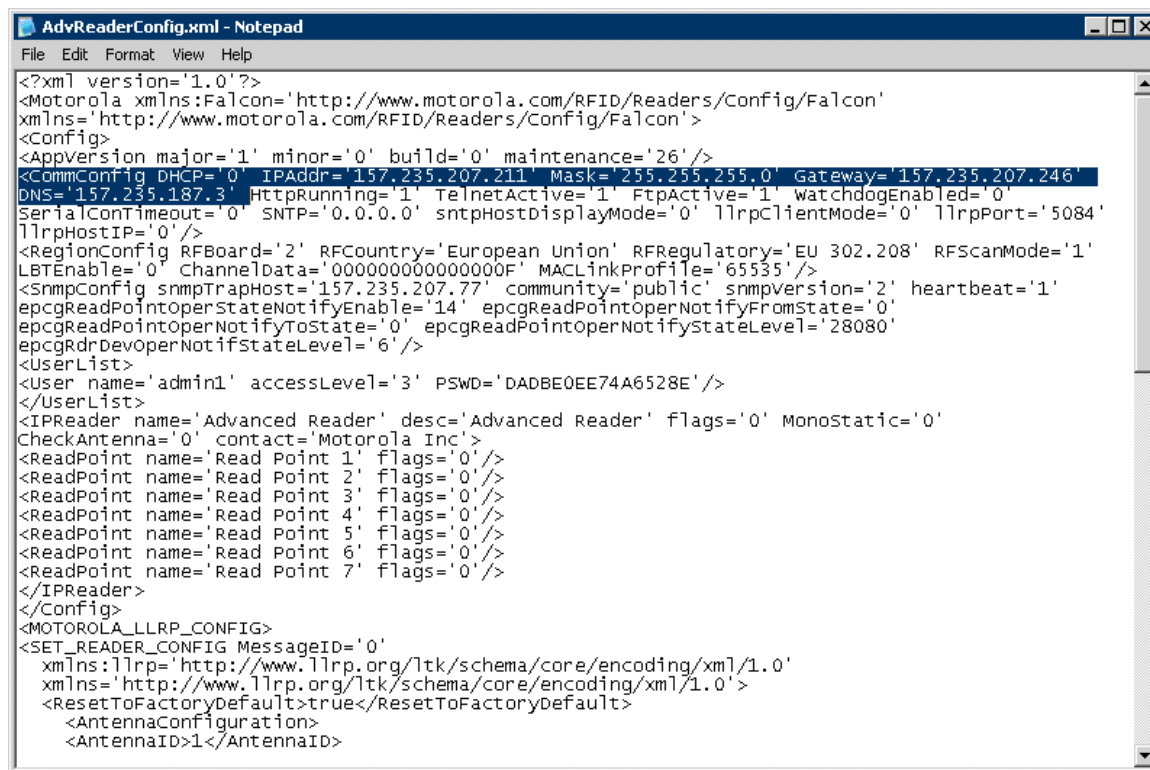 AdvReaderConfig.xml - Notepad
File Edit Format View Help
<?xml version='1.0'?>
<Motorola xmlns:Falcon='http://www.motorola.com/RFID/Readers/Config/Falcon'
xmlns='http://www.motorola.com/RFID/Readers/Config/Falcon'>
<Config>
<AppVersion major='1' minor='0' build='0' maintenance='26'/>
<CommConfig DHCP='0' IPAddr='157.235.207.211' Mask='255.255.255.0' Gateway='157.235.207.246'
DNS='157.235.187.3' HttpRunning='1' TelnetActive='1' FtpActive='1' WatchdogEnabled='0'
SerialConTimeout='0' SNTP='0.0.0.0' sntpHostDisplayMode='0' llrpClientMode='0' llrpPort='5084'
llrpHostIP='0'/>
<RegionConfig RFBoard='2' RFCountry='European Union' RFRegulatory='EU 302.208' RFScanMode='1'
LBTEnable='0' ChannelData='000000000000000F' MACLinkProfile='65535'/>
<SnmpConfig snmpTrapHost='157.235.207.77' community='public' snmpVersion='2' heartbeat='1'
epcgReadPointOperStateNotifyEnable='14' epcgReadPointOperNotifyFromState='0'
epcgReadPointOperNotifyToState='0' epcgReadPointOperNotifyStateLevel='28080'
epcgRdrDevOperNotifStateLevel='6'/>
<UserList>
<User name='admin1' accessLevel='3' PSWD='DADBE0EE74A6528E'/>
</UserList>
<IPReader name='Advanced Reader' desc='Advanced Reader' flags='0' MonoStatic='0'
CheckAntenna='0' contact='Motorola Inc'>
<ReadPoint name='Read Point 1' flags='0'/>
<ReadPoint name='Read Point 2' flags='0'/>
<ReadPoint name='Read Point 3' flags='0'/>
<ReadPoint name='Read Point 4' flags='0'/>
<ReadPoint name='Read Point 5' flags='0'/>
<ReadPoint name='Read Point 6' flags='0'/>
<ReadPoint name='Read Point 7' flags='0'/>
</IPReader>
</Config>
<MOTOROLA_LLRP_CONFIG>
<SET_READER_CONFIG MessageID='0'
xmlns:llrp='http://www.llrp.org/ltk/schema/core/encoding/xml/1.0'
xmlns='http://www.llrp.org/ltk/schema/core/encoding/xml/1.0'>
<ResetToFactoryDefault>true</ResetToFactoryDefault>
<AntennaConfiguration>
<AntennaID>1</AntennaID>